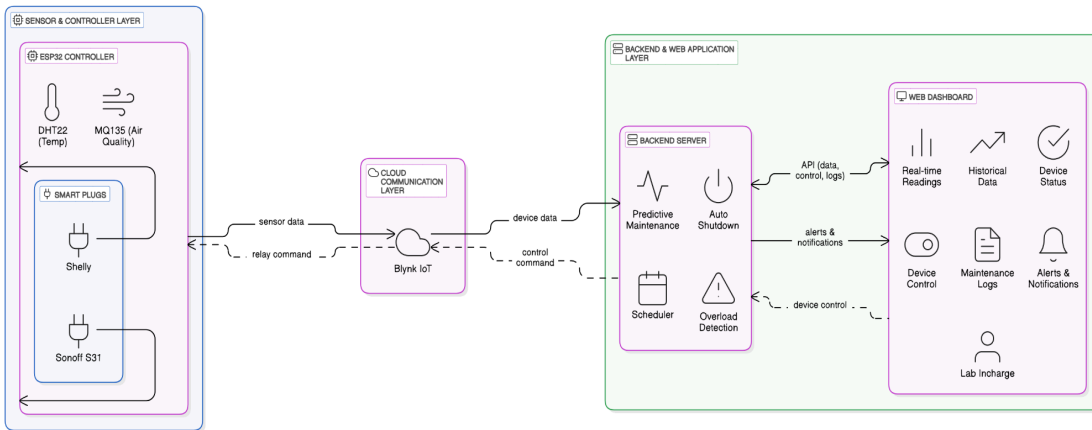 SENSOR & CONTROLLER LAYER
ESP32 CONTROLLER
DHT22
(Temp)
MQ135 (Air
Quality)
SMART PLUGS
Shelly
Sonoff S31
sensor data
relay command
CLOUD
COMMUNICATION
LAYER
Blynk IoT
device data
control
command
BACKEND & WEB APPLICATION
LAYER
BACKEND SERVER
Predictive
Maintenance
Auto
Shutdown
Scheduler
Overload
Detection
API (data,
control, logs)
alerts &
notifications
device control
WEB DASHBOARD
Real-time
Readings
Historical
Data
Device
Status
Device
Control
Maintenance
Logs
Alerts &
Notifications
Lab Incharge